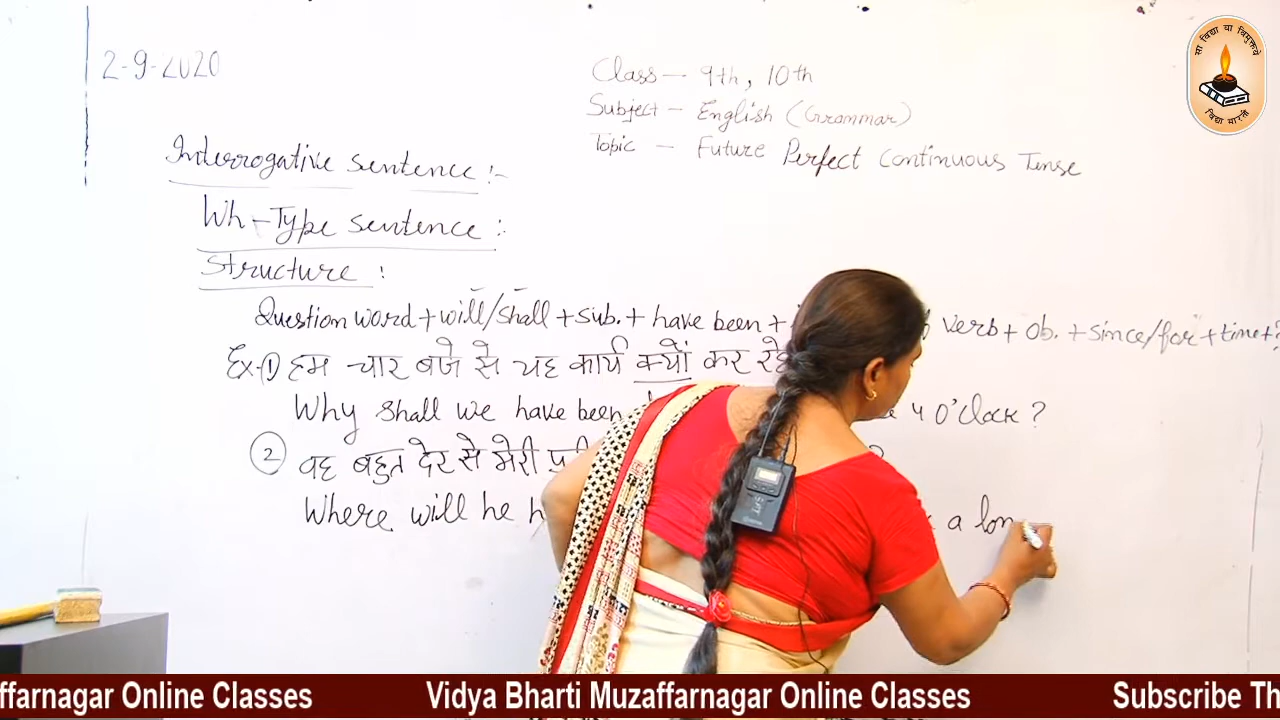 2-9-2020
Class - 9th, 10th
Subject - English (Grammar)
Topic - Future Perfect Continuous Tense
Interrogative sentence :-
Wh-Type sentence :
Structure :
Question word + will/shall + sub. + have been + verb + ob. + since/for + time + ?
Ex-① हम चार बजे से यह कार्य क्यों कर रहे
Why shall we have been 4 O'clock ?
② वह बहुत देर से मेरी ?
Where will he a lon
सा विद्या या विमुक्तये
विद्या भारती
ffarnagar Online Classes Vidya Bharti Muzaffarnagar Online Classes Subscribe Th